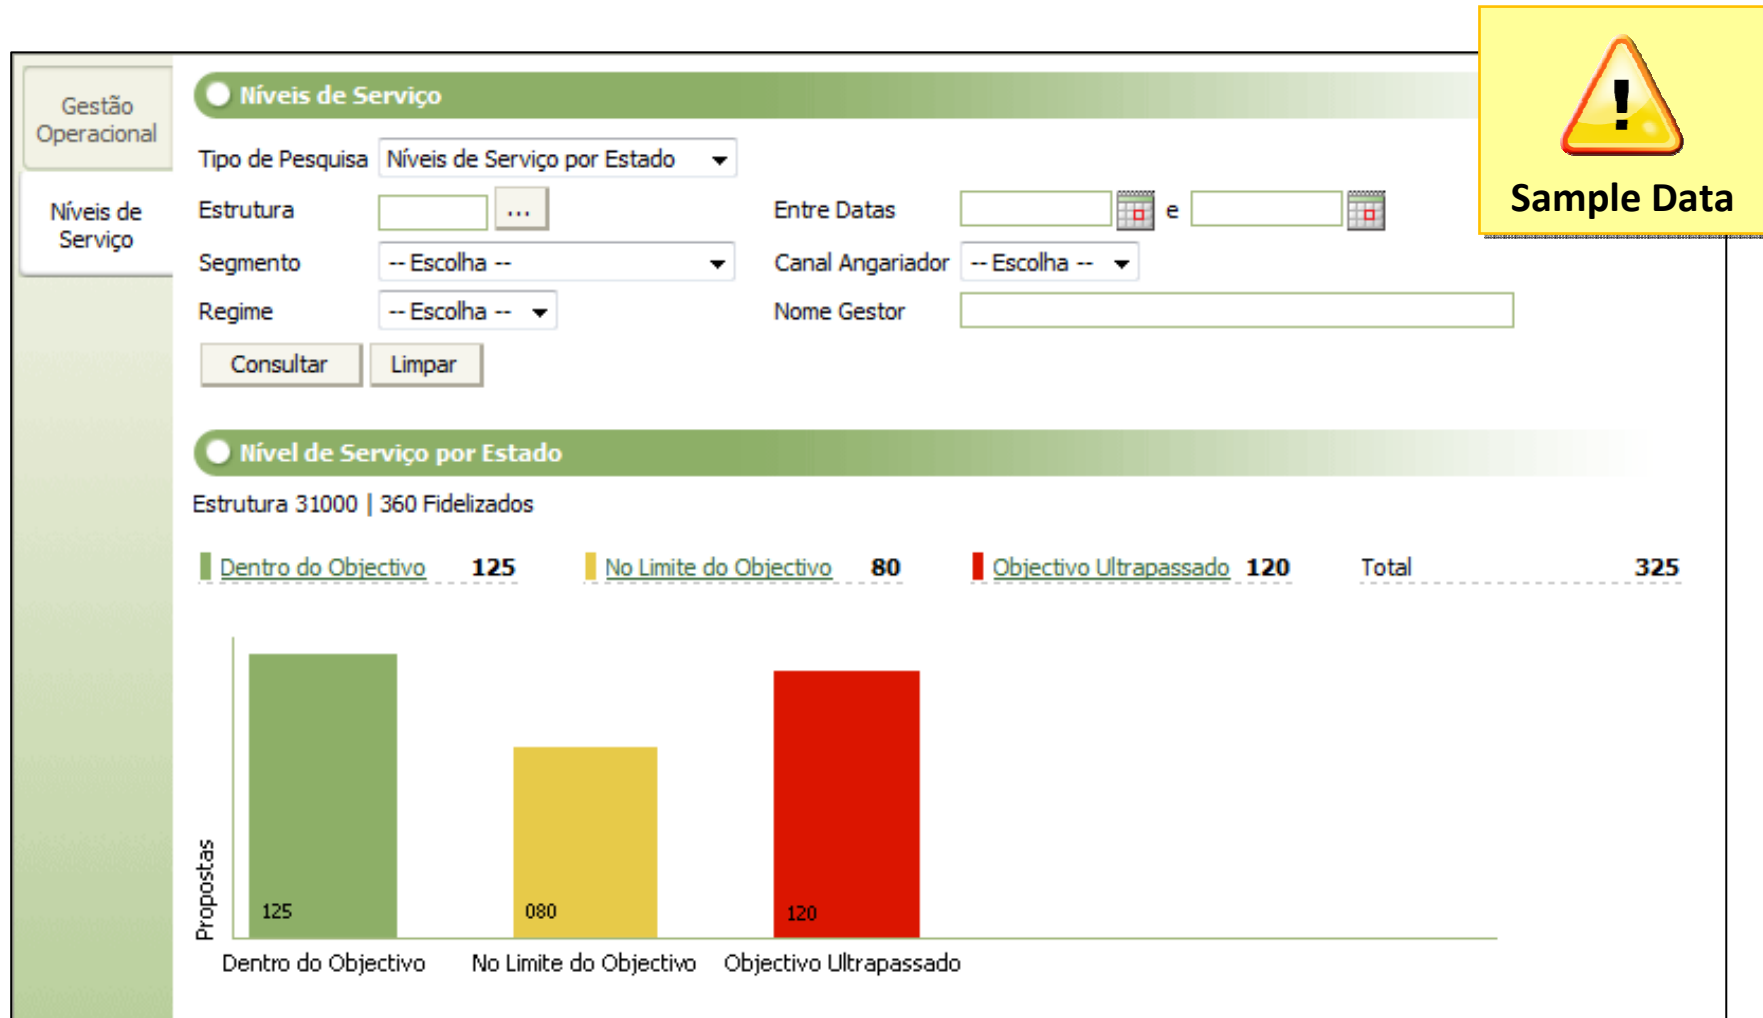 Sample Data
Gestão
Operacional
Níveis de
Serviço
Níveis de Serviço
Tipo de Pesquisa Níveis de Serviço por Estado
Estrutura ... Entre Datas e
Segmento -- Escolha -- Canal Angariador -- Escolha --
Regime -- Escolha -- Nome Gestor
Consultar Limpar
Nível de Serviço por Estado
Estrutura 31000 | 360 Fidelizados
Dentro do Objectivo 125 No Limite do Objectivo 80 Objectivo Ultrapassado 120 Total 325
Propostas
125 080 120
Dentro do Objectivo No Limite do Objectivo Objectivo Ultrapassado